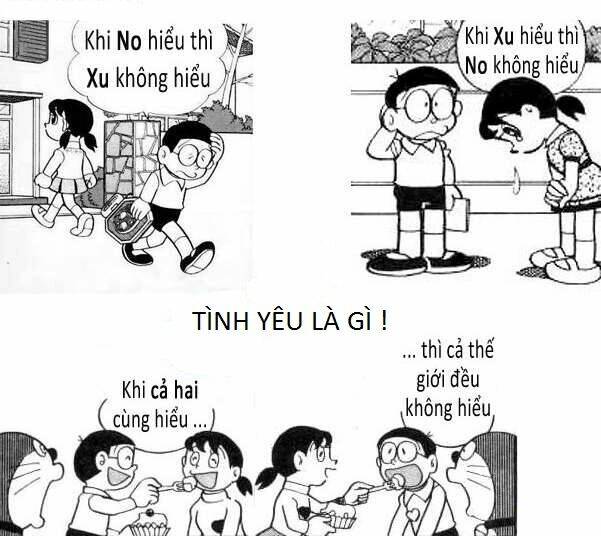 Khi No hiểu thì
Xu không hiểu
Khi Xu hiểu thì
No không hiểu
TÌNH YÊU LÀ GÌ !
Khi cả hai
cùng hiểu ...
... thì cả thế
giới đều
không hiểu